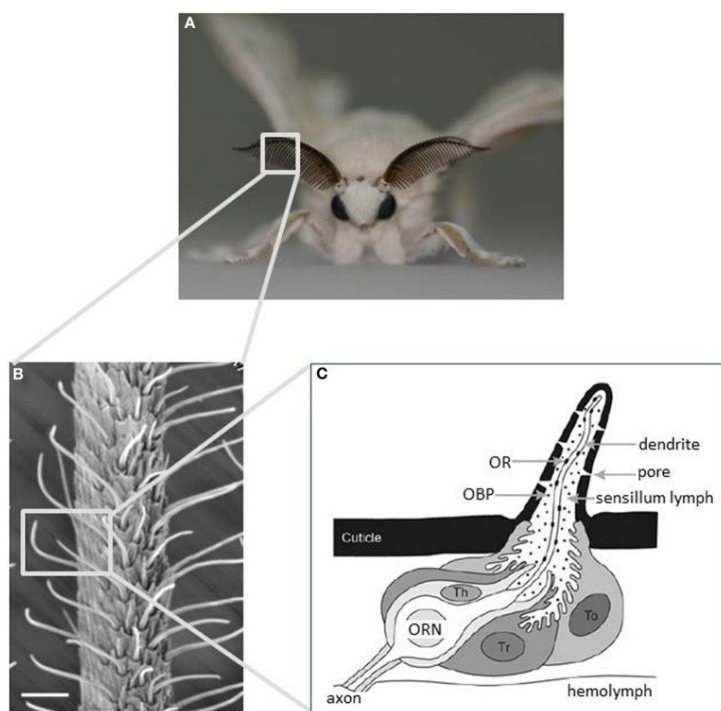 A
B
C
dendrite
OR
pore
OBP
sensillum lymph
Cuticle
Th
To
ORN
Tr
hemolymph
axon